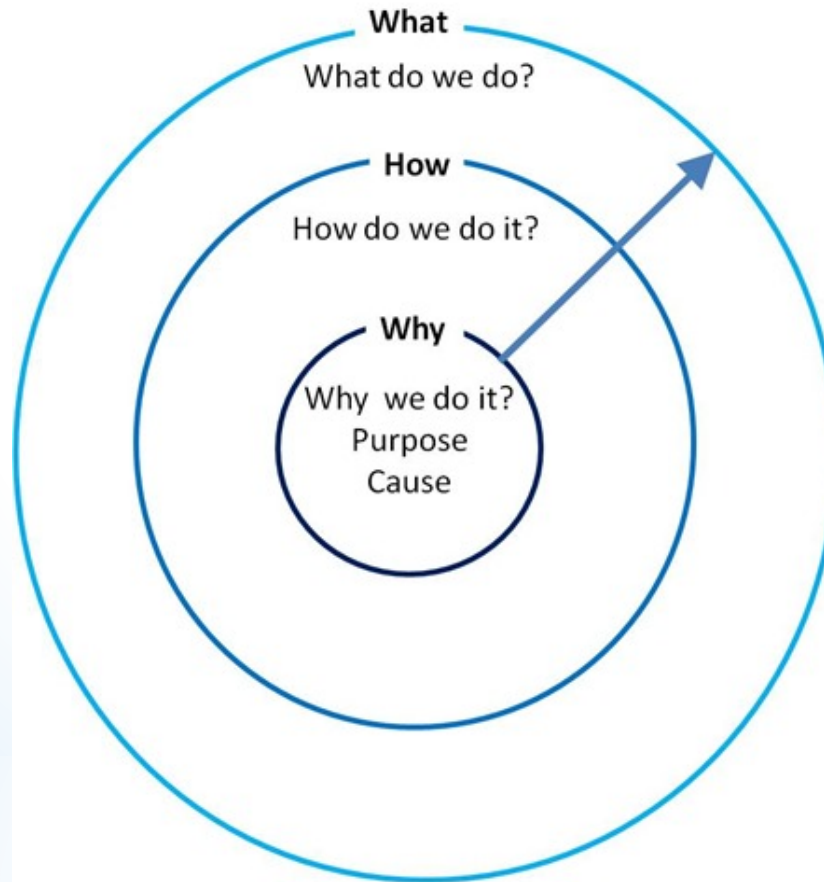 What
What do we do?
How
How do we do it?
Why
Why we do it?
Purpose
Cause